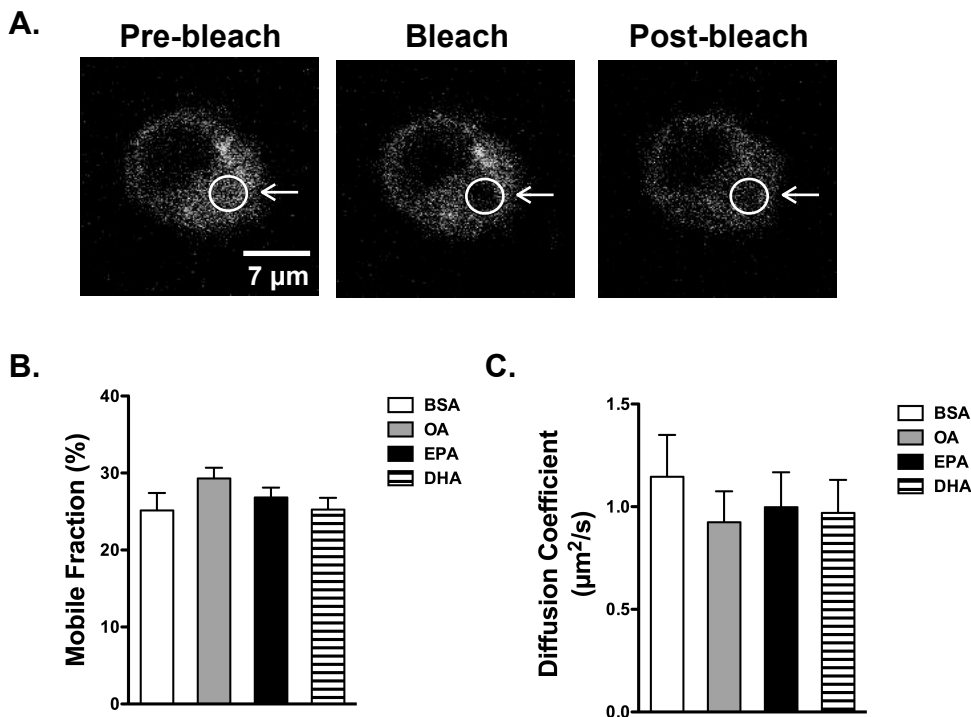 A.
Pre-bleach Bleach Post-bleach
7 µm
B.
Mobile Fraction (%)
40
30
20
10
0
BSA
OA
EPA
DHA
C.
Diffusion Coefficient
(µm²/s)
1.5
1.0
0.5
0.0
BSA
OA
EPA
DHA